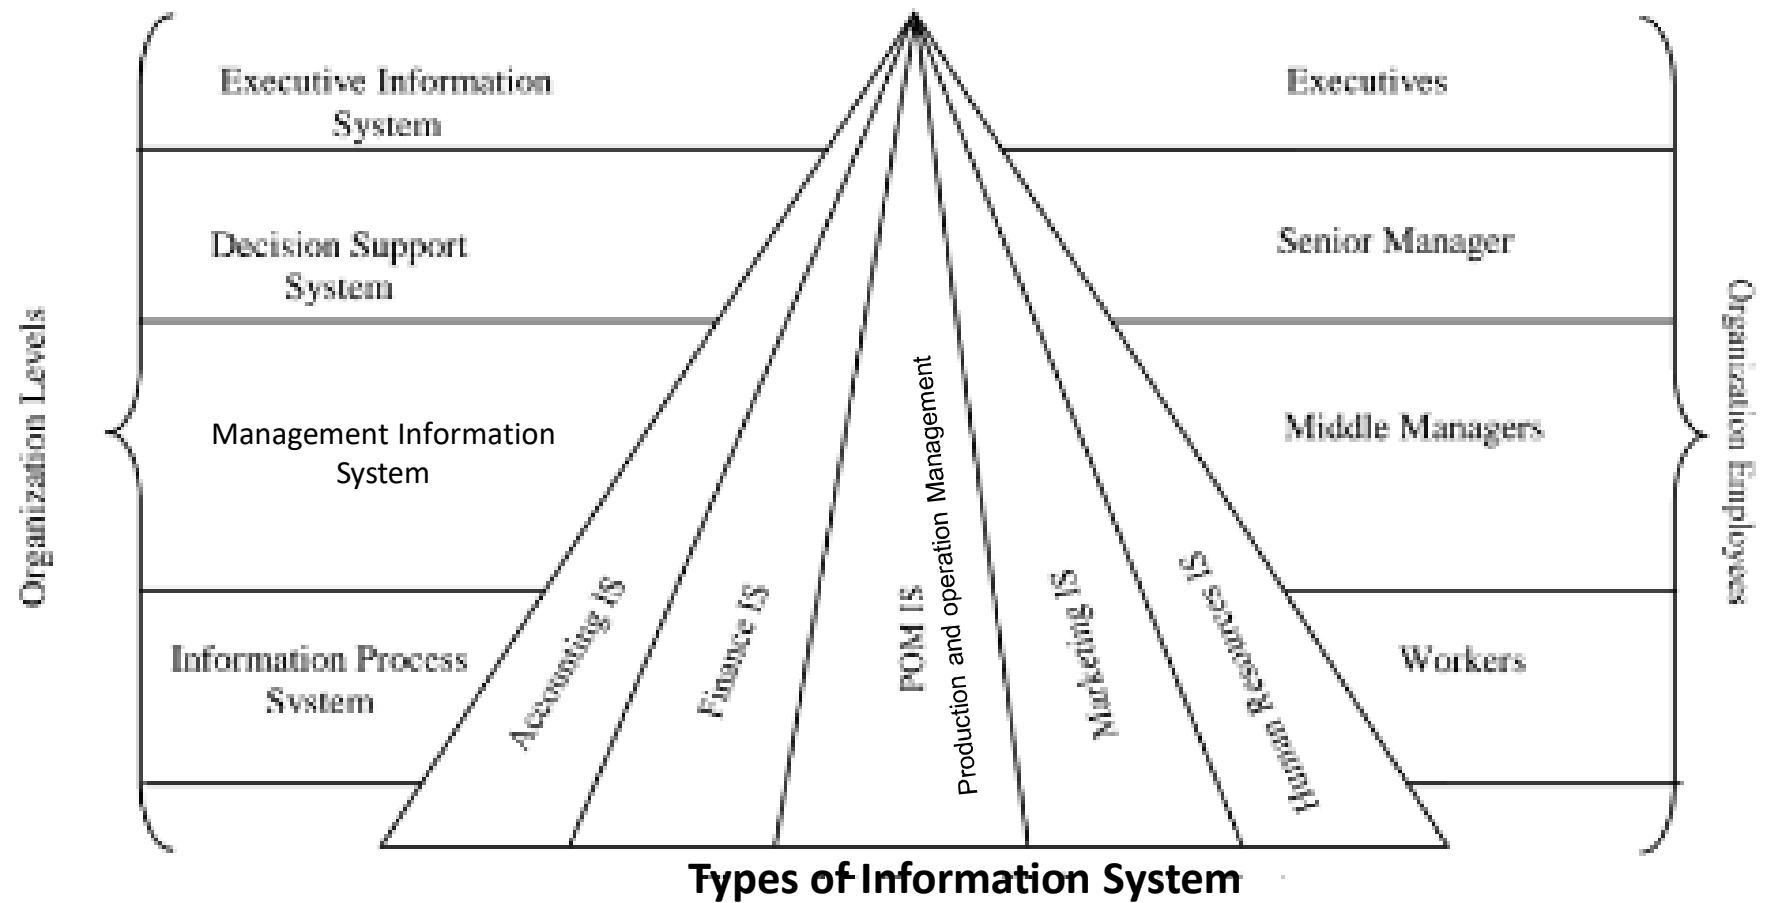 Executive Information
System
Executives
Decision Support
System
Senior Manager
Organization Levels
Management Information
System
Middle Managers
Organization Employees
Information Process
System
Workers
Accounting IS
Finance IS
POM IS
Production and operation Management
Marketing IS
Human Resources IS
Types of Information System